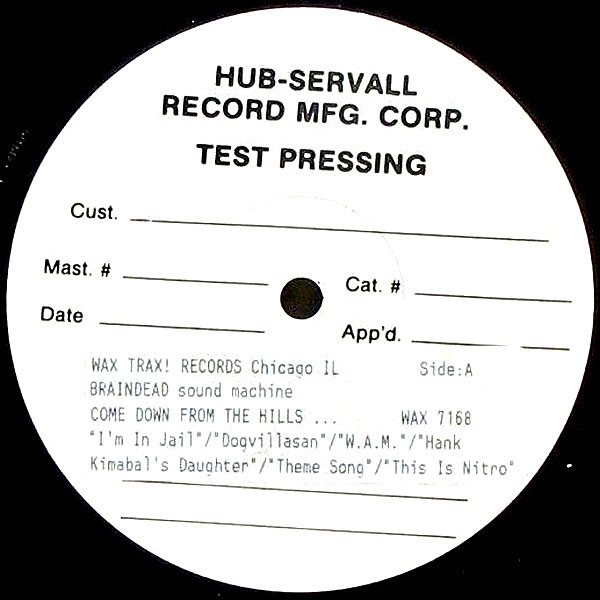 HUB-SERVALL
RECORD MFG. CORP.
TEST PRESSING
Cust.
Mast. # Cat. #
Date App'd.
WAX TRAX! RECORDS Chicago IL Side:A
BRAINDEAD sound machine
COME DOWN FROM THE HILLS ... WAX 7168
"I'm In Jail"/"Dogvillasan"/"W.A.M."/"Hank
Kimabal's Daughter"/"Theme Song"/"This Is Nitro"